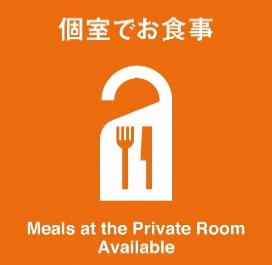 個室でお食事
Meals at the Private Room
Available